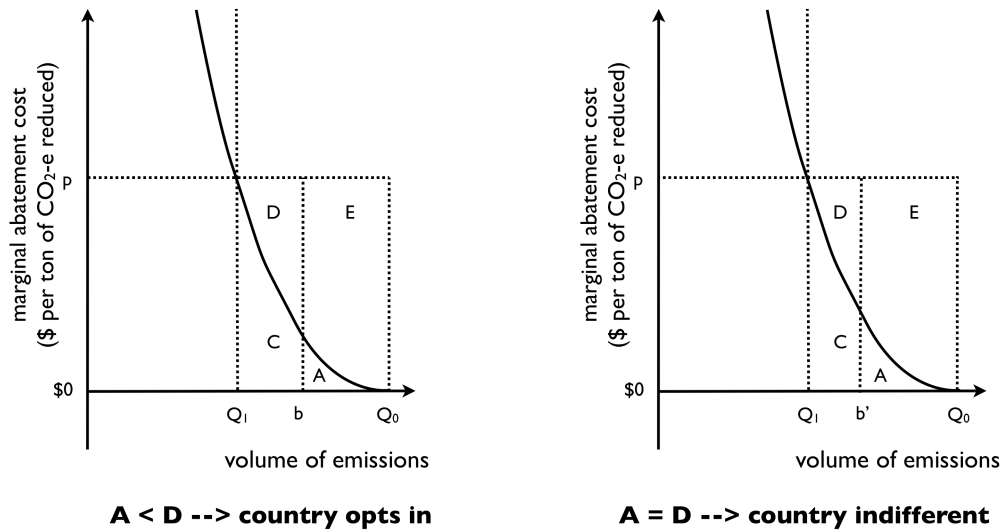 marginal abatement cost
($ per ton of CO₂-e reduced)
P
D
E
C
A
$0
Q₁
b
Q₀
volume of emissions
A < D --> country opts in
marginal abatement cost
($ per ton of CO₂-e reduced)
P
D
E
C
A
$0
Q₁
b'
Q₀
volume of emissions
A = D --> country indifferent